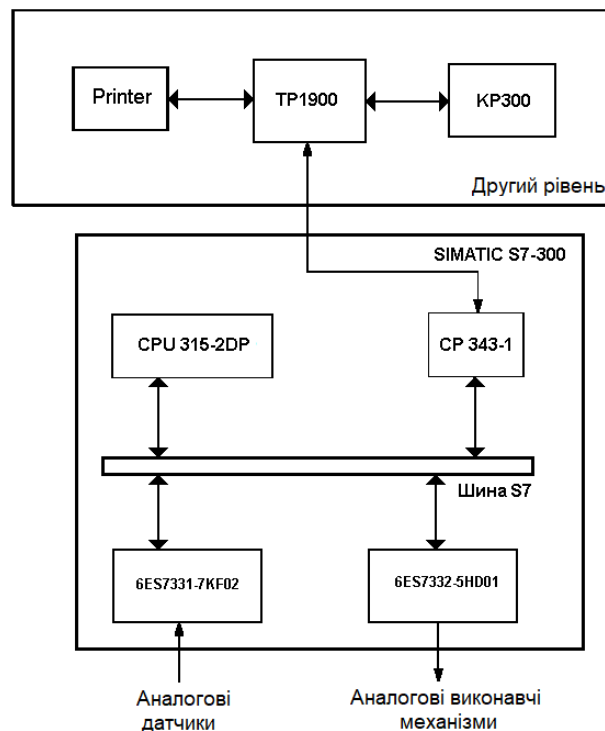 Printer
TP1900
KP300
Другий рівень
SIMATIC S7-300
CPU 315-2DP
CP 343-1
Шина S7
6ES7331-7KF02
6ES7332-5HD01
Аналогові
датчики
Аналогові виконавчі
механізми